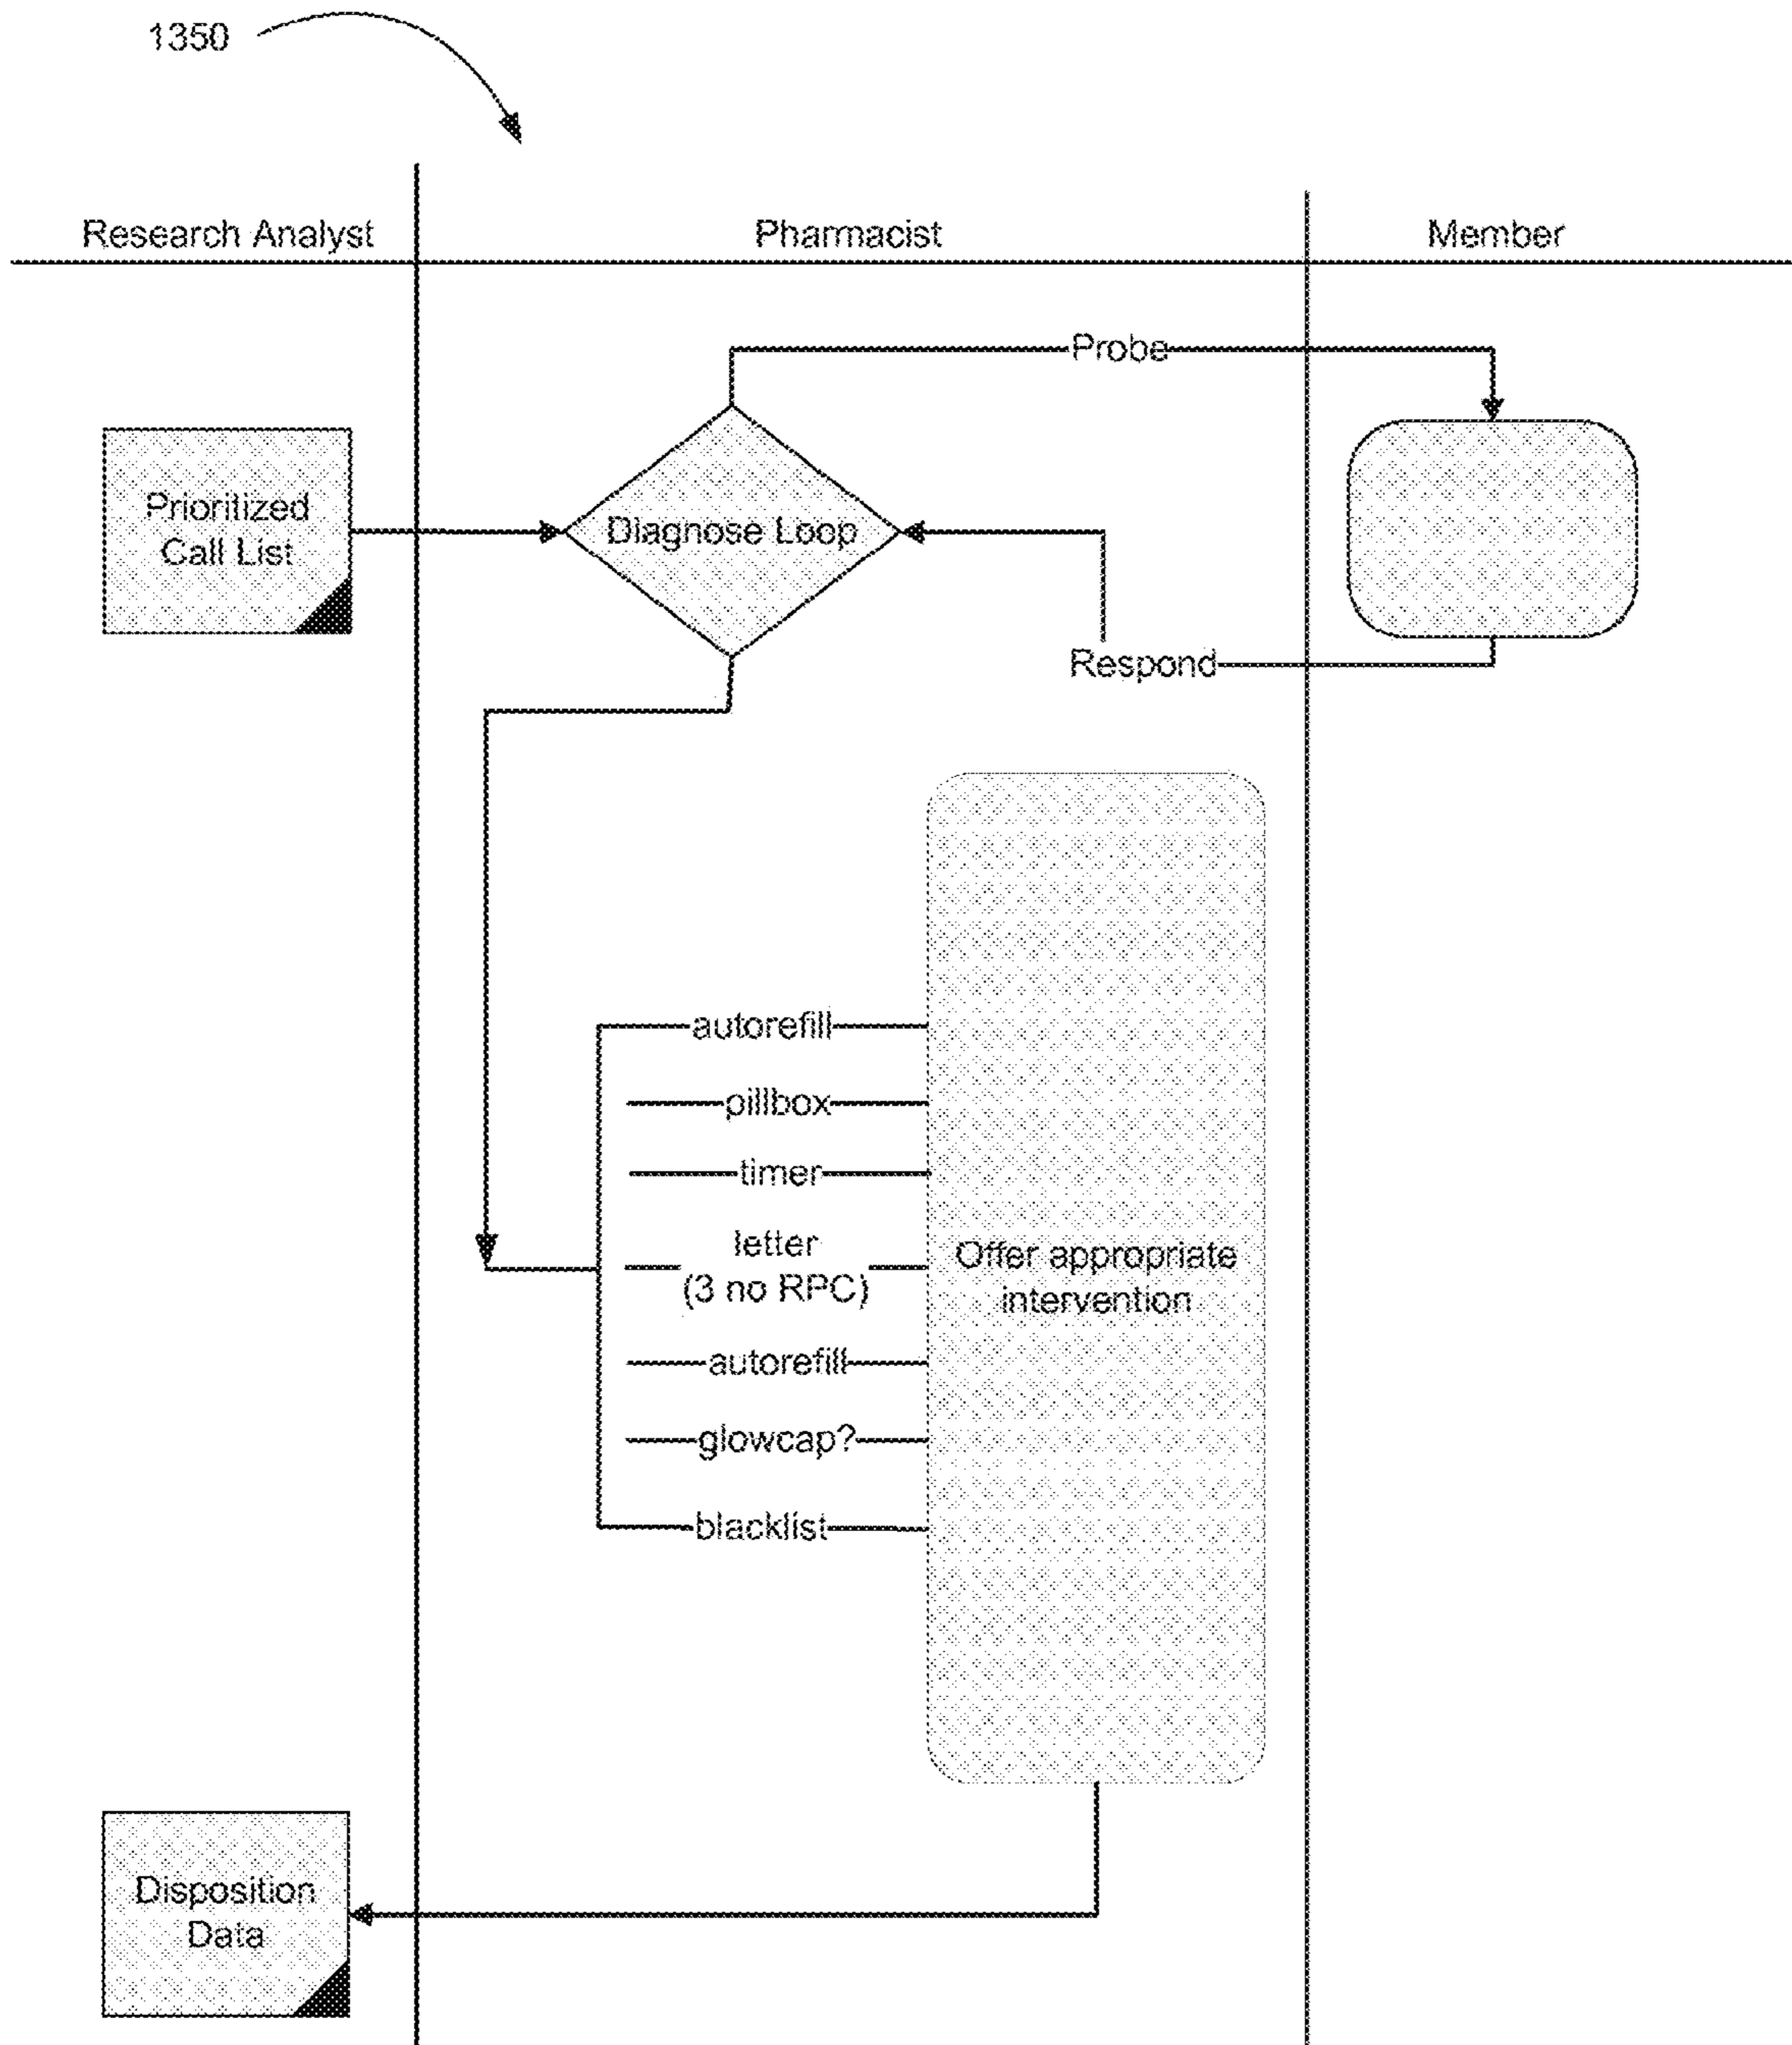 1350
Research Analyst
Pharmacist
Member
Probe
Prioritized
Call List
Diagnose Loop
Respond
autorefill
pillbox
timer
letter
(3 no RPC)
Offer appropriate
intervention
autorefill
glowcap?
blacklist
Disposition
Data